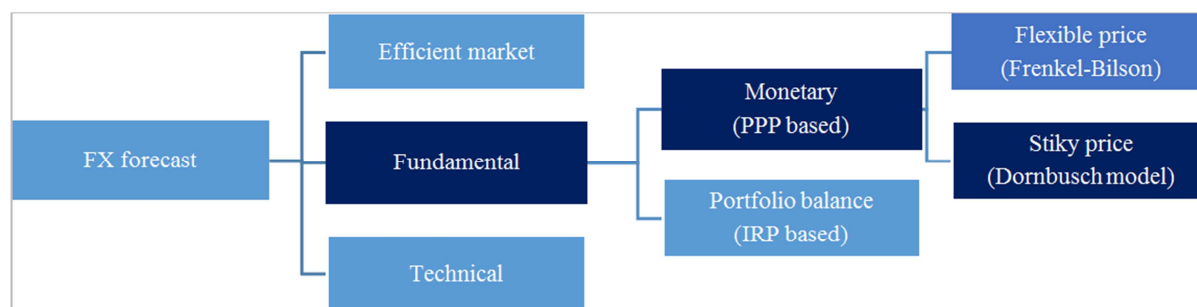 FX forecast
Efficient market
Fundamental
Technical
Monetary
(PPP based)
Portfolio balance
(IRP based)
Flexible price
(Frenkel-Bilson)
Stiky price
(Dornbusch model)